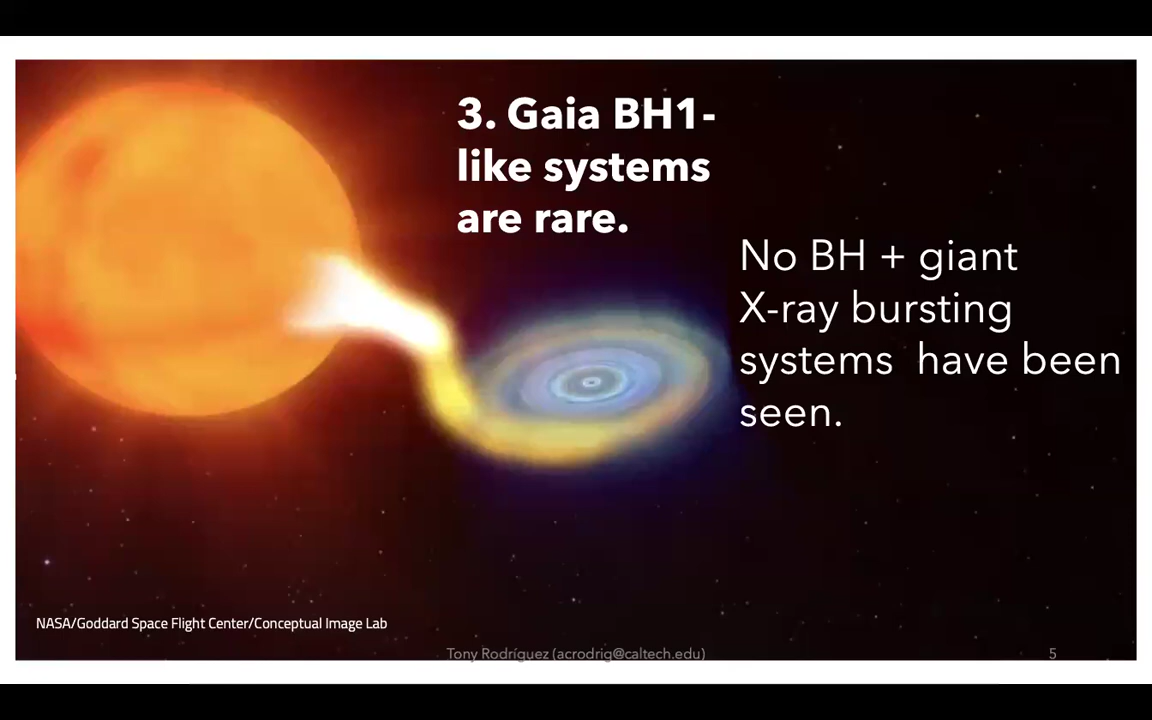 3. Gaia BH1-
like systems
are rare.
No BH + giant
X-ray bursting
systems  have been
seen.
NASA/Goddard Space Flight Center/Conceptual Image Lab
Tony Rodríguez (acrodrig@caltech.edu)
5